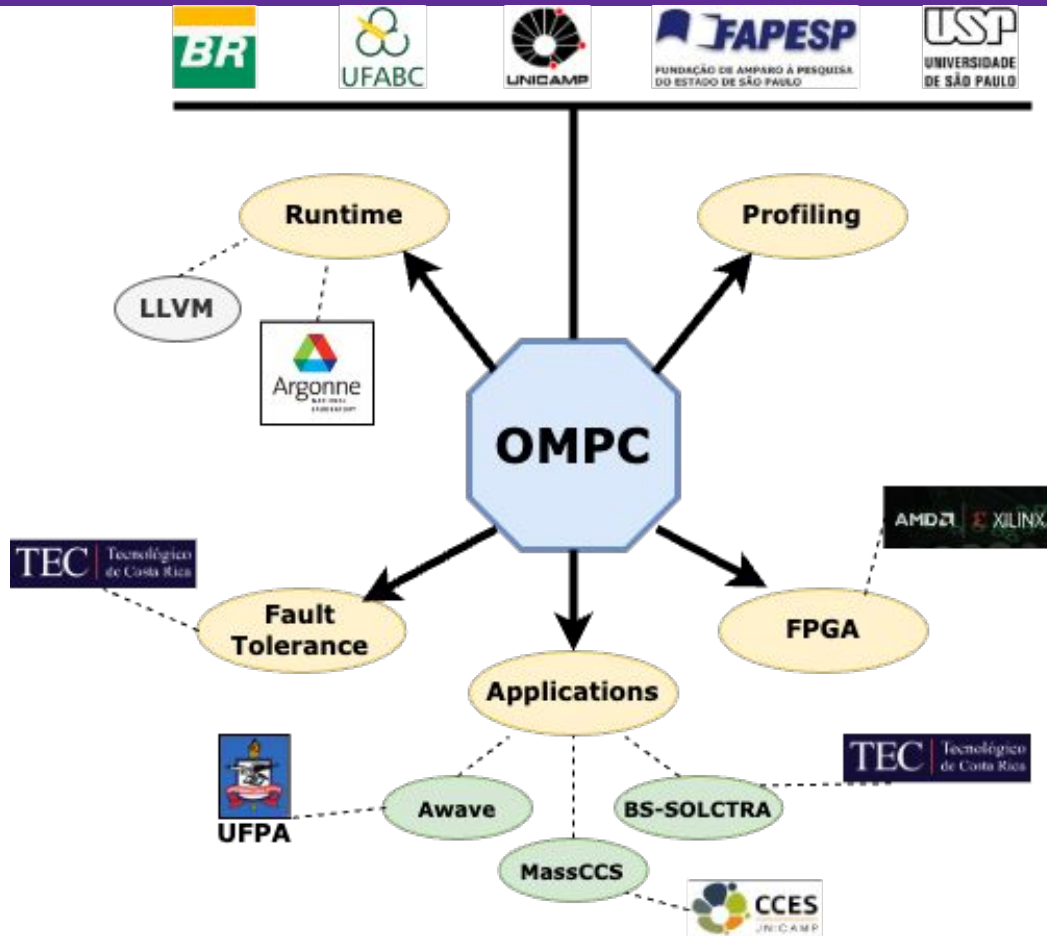 BR
UFABC
UNICAMP
FAPESP
FUNDAÇÃO DE AMPARO À PESQUISA
DO ESTADO DE SÃO PAULO
USP
UNIVERSIDADE
DE SÃO PAULO
Runtime
Profiling
LLVM
Argonne
NATIONAL
LABORATORY
OMPC
AMD
XILINX
TEC
Tecnológico
de Costa Rica
Fault
Tolerance
FPGA
Applications
TEC
Tecnológico
de Costa Rica
UFPA
Awave
BS-SOLCTRA
MassCCS
CCES
UNICAMP